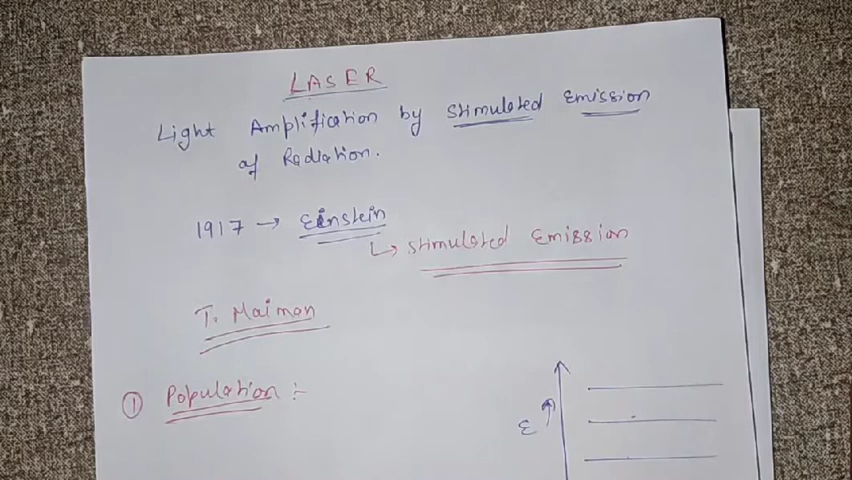 LASER
Light Amplification by Stimulated Emission
of Radiation.
1917 → Einstein
↳ Stimulated Emission
T. Maiman
① Population :-
E ↑